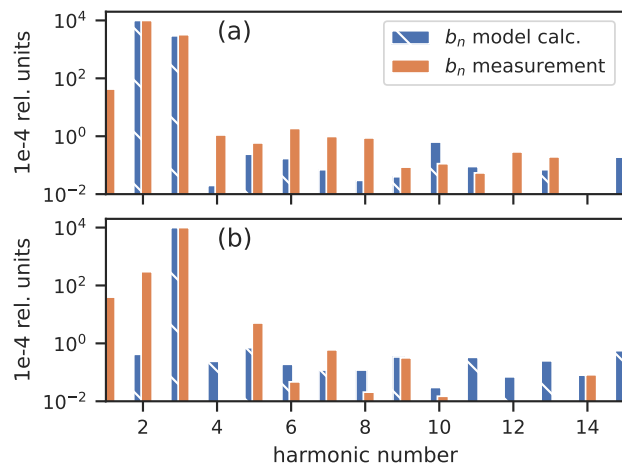 (a)
b_n model calc.
b_n measurement
1e-4 rel. units
10^4
10^2
10^0
10^−2
(b)
1e-4 rel. units
10^4
10^2
10^0
10^−2
2 4 6 8 10 12 14
harmonic number